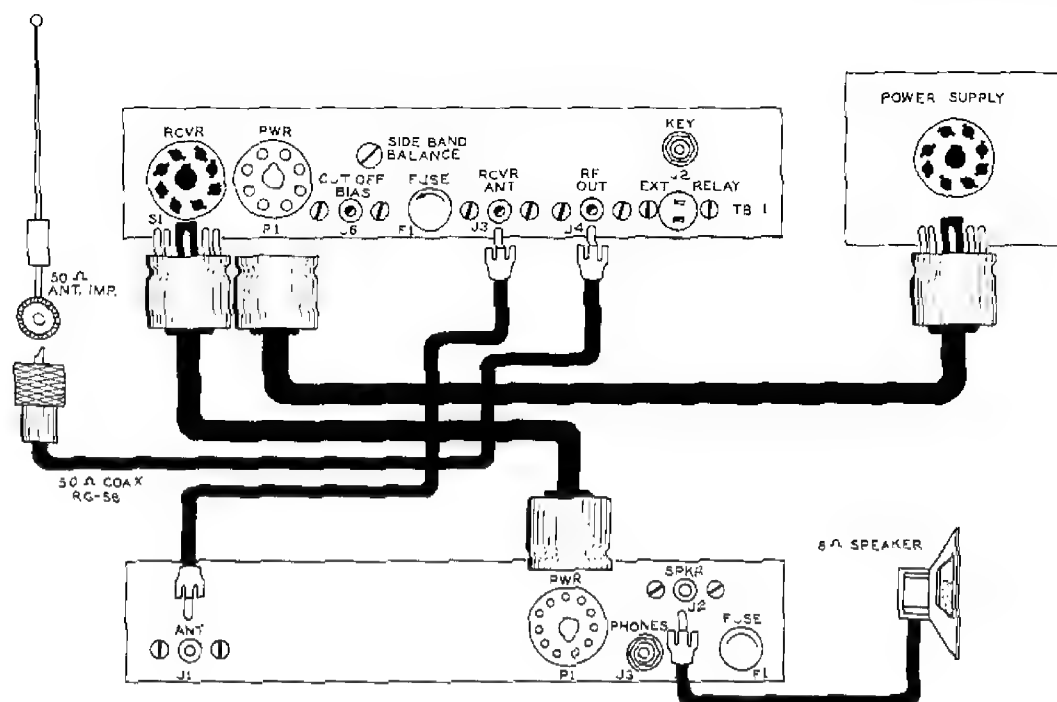 POWER SUPPLY
RCVR
PWR
SIDE BAND
BALANCE
KEY
J2
CUT OFF
BIAS
FUSE
RCVR
ANT
RF
OUT
EXT RELAY
S1
P1
J6
F1
J3
J4
TB 1
50 Ω
ANT. IMP.
50 Ω COAX
RG-58
8 Ω SPEAKER
PWR
SPKR
J2
ANT
PHONES
FUSE
J1
P1
J3
F1